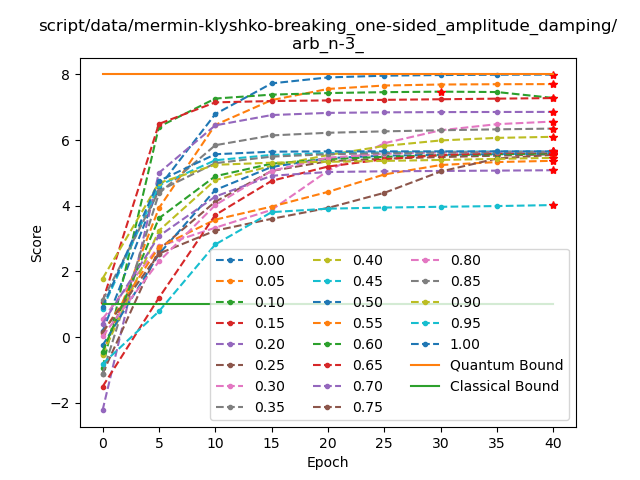 script/data/mermin-klyshko-breaking_one-sided_amplitude_damping/
arb_n-3_
8
6
4
2
0
−2
Score
0 5 10 15 20 25 30 35 40
Epoch
0.00 0.40 0.80
0.05 0.45 0.85
0.10 0.50 0.90
0.15 0.55 0.95
0.20 0.60 1.00
0.25 0.65 Quantum Bound
0.30 0.70 Classical Bound
0.35 0.75